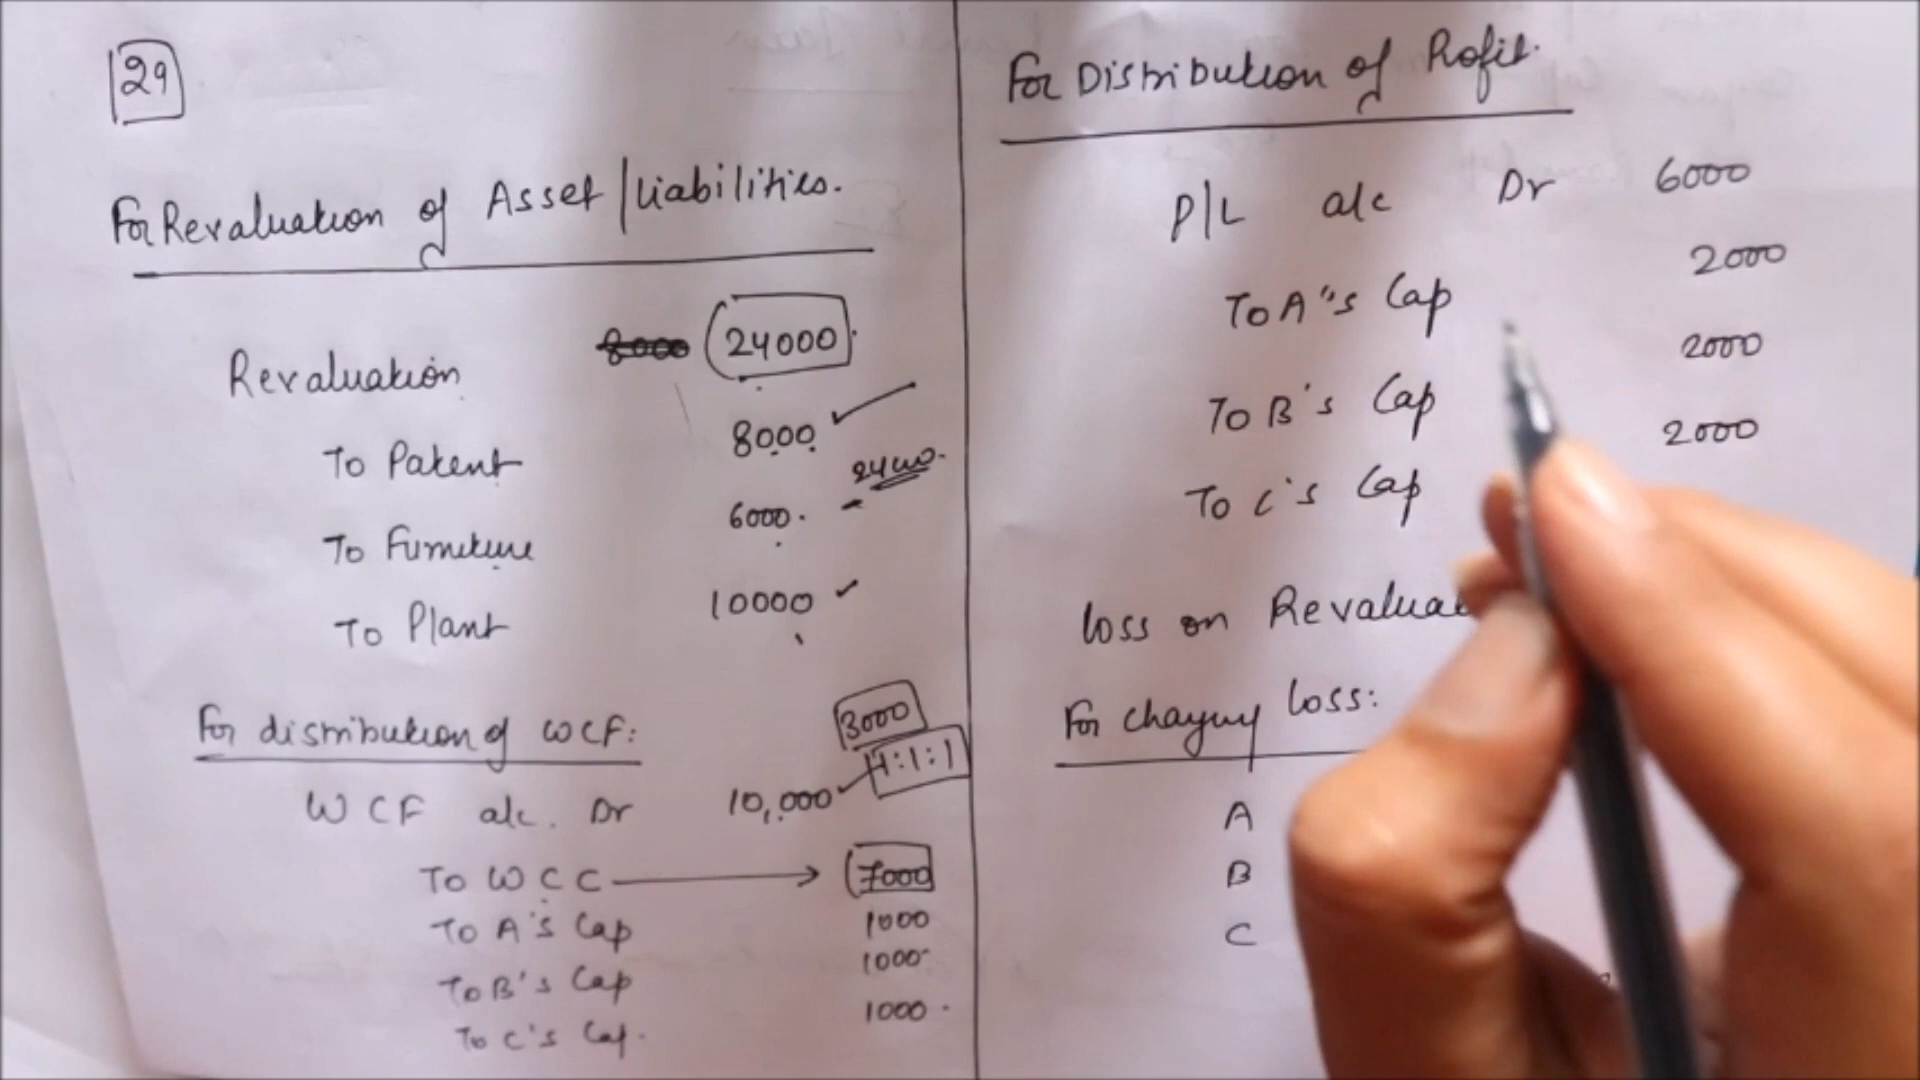 29
For Revaluation of Asset/Liabilities.
Revaluation 8000 24000
To Patent 8000
To Furniture 6000. 2400.
To Plant 10000
For distribution of WCF: 3000
1:1:1
WCF a/c. Dr 10,000
To WCC 7000
To A's Cap 1000
To B's Cap 1000
To C's Cap. 1000
For Distribution of Profit.
P/L a/c Dr 6000
To A"s Cap 2000
To B's Cap 2000
To C's Cap 2000
loss on
For loss:
A
B
C